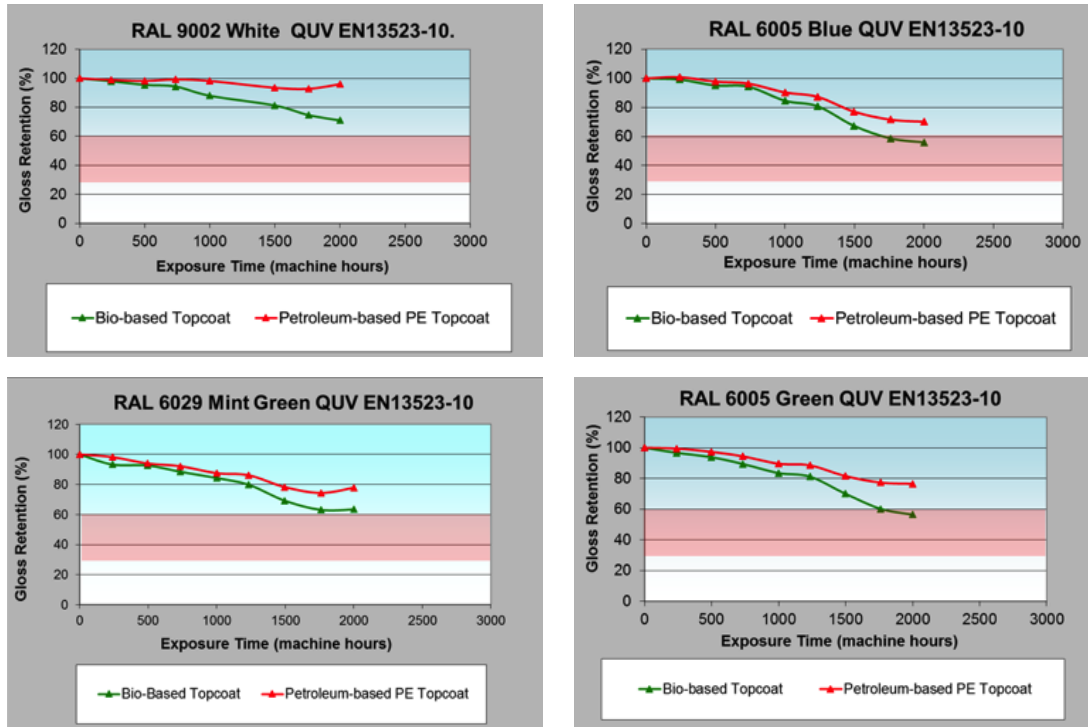 RAL 9002 White QUV EN13523-10.
Gloss Retention (%)
120
100
80
60
40
20
0
0 500 1000 1500 2000 2500 3000
Exposure Time (machine hours)
Bio-based Topcoat Petroleum-based PE Topcoat
RAL 6005 Blue QUV EN13523-10
Gloss Retention (%)
120
100
80
60
40
20
0
0 500 1000 1500 2000 2500 3000
Exposure Time (machine hours)
Bio-based Topcoat Petroleum-based PE Topcoat
RAL 6029 Mint Green QUV EN13523-10
Gloss Retention (%)
120
100
80
60
40
20
0
0 500 1000 1500 2000 2500 3000
Exposure Time (machine hours)
Bio-Based Topcoat Petroleum-based PE Topcoat
RAL 6005 Green QUV EN13523-10
Gloss Retention (%)
120
100
80
60
40
20
0
0 500 1000 1500 2000 2500 3000
Exposure Time (machine hours)
Bio-based Topcoat Petroleum-based PE Topcoat